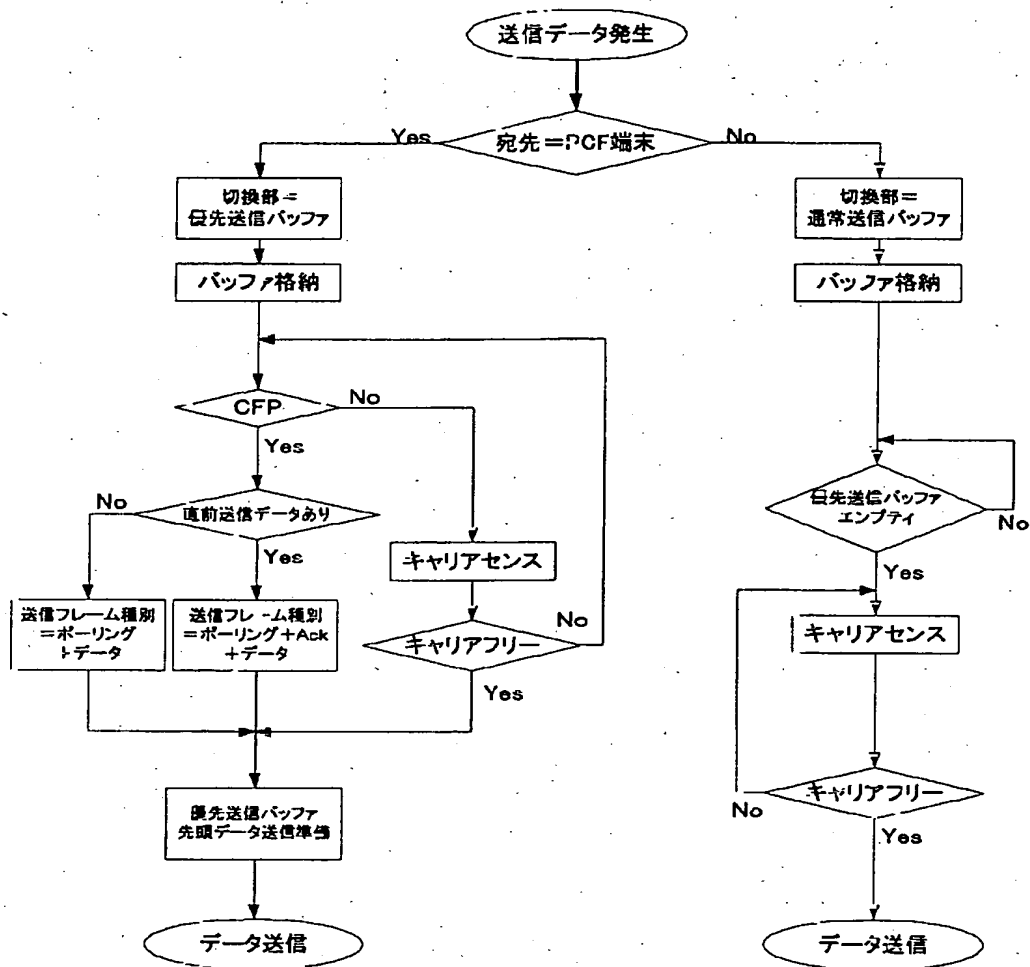 送信データ発生
宛先=PCF端末
Yes
No
切換部=
優先送信バッファ
切換部=
通常送信バッファ
バッファ格納
バッファ格納
CFP
No
Yes
優先送信バッファ
エンプティ
No
直前送信データあり
No
Yes
キャリアセンス
Yes
送信フレーム種別
=ポーリング
+データ
送信フレーム種別
=ポーリング+Ack
+データ
キャリアフリー
No
Yes
キャリアセンス
優先送信バッファ
先頭データ送信準備
キャリアフリー
No
Yes
データ送信
データ送信